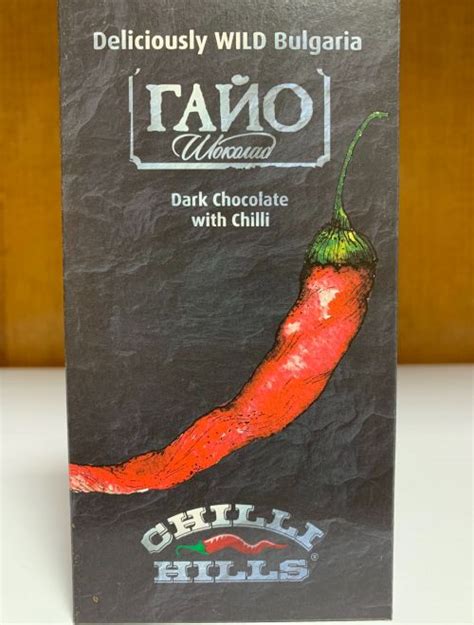 Deliciously WILD Bulgaria
ГАЙО
Шоколад
Dark Chocolate
with Chilli
CHILLI
HILLS®